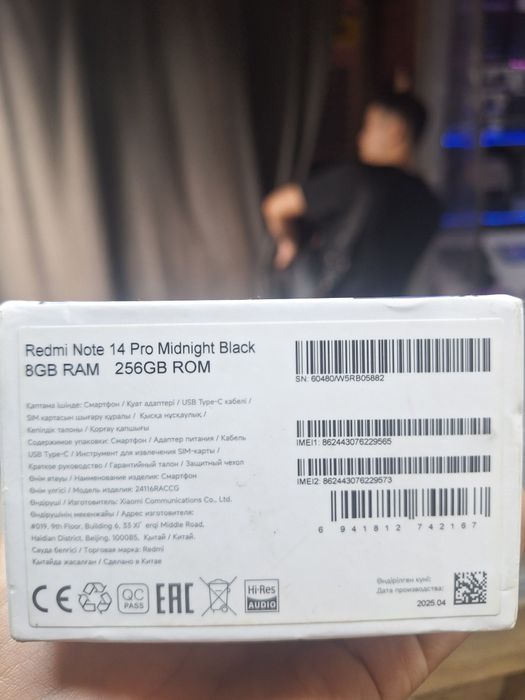 Redmi Note 14 Pro Midnight Black
8GB RAM 256GB ROM
SN: 60480/W5RB05882
IMEI1: 862443076229565
IMEI2: 862443076229573
6 941812 742167
Қаптама ішінде: Смартфон / Қуат адаптері / USB Type-C кабелі /
SIM картасын шығару құралы / Қысқа нұсқаулық /
Кепілдік талоны / Қорғау қапшығы
Содержимое упаковки: Смартфон / Адаптер питания / Кабель
USB Type-C / Инструмент для извлечения SIM-карты /
Краткое руководство / Гарантийный талон / Защитный чехол
Өнім атауы / Наименование изделия: Смартфон
Өнім үлгісі / Модель изделия: 24116RACCG
Өндіруші / Изготовитель: Xiaomi Communications Co., Ltd.
Өндірушінің мекенжайы / Адрес изготовителя:
#019, 9th Floor, Building 6, 33 Xi'erqi Middle Road,
Haidian District, Beijing, 100085, Қытай / Китай.
Сауда белгісі / Торговая марка: Redmi
Қытайда жасалған / Сделано в Китае
CE
QC
PASS
EAC
Hi-Res
AUDIO
Өндірілген күні:
Дата производства:
2025.04